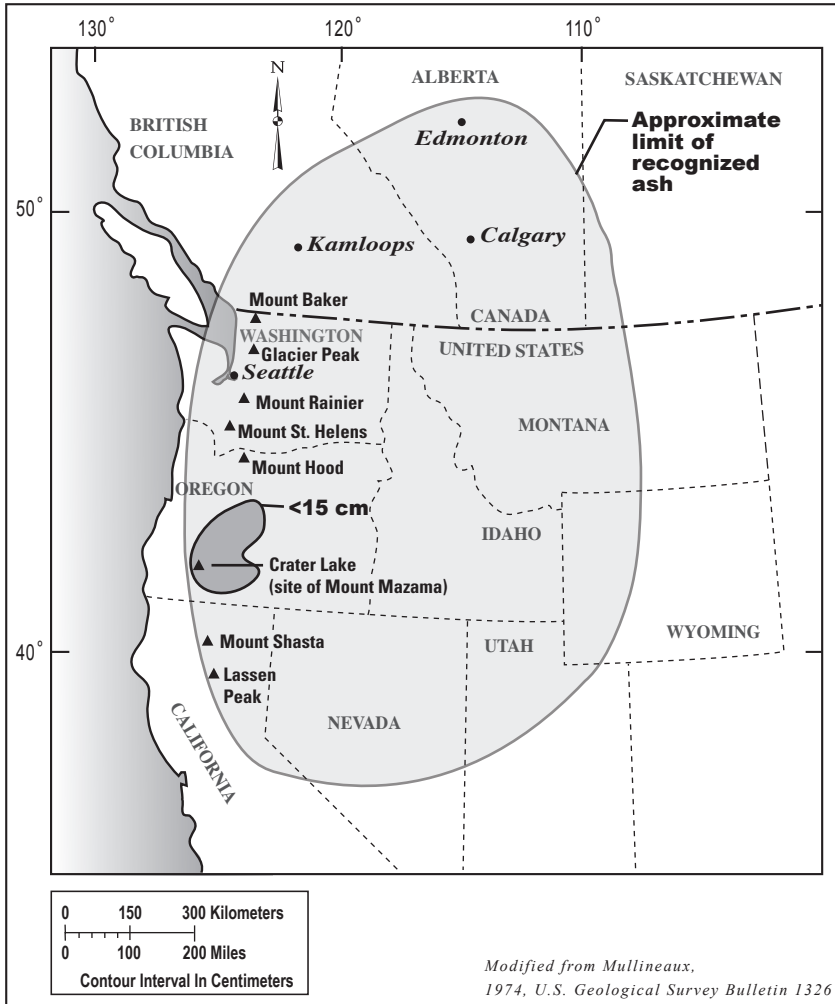 130°
120°
110°
N
ALBERTA
SASKATCHEWAN
BRITISH
COLUMBIA
Edmonton
Approximate
limit of
recognized
ash
50°
Kamloops
Calgary
Mount Baker
CANADA
WASHINGTON
UNITED STATES
Glacier Peak
Seattle
Mount Rainier
MONTANA
Mount St. Helens
Mount Hood
OREGON
<15 cm
IDAHO
Crater Lake
(site of Mount Mazama)
40°
Mount Shasta
UTAH
WYOMING
Lassen
Peak
NEVADA
CALIFORNIA
0 150 300 Kilometers
0 100 200 Miles
Contour Interval In Centimeters
Modified from Mullineaux,
1974, U.S. Geological Survey Bulletin 1326